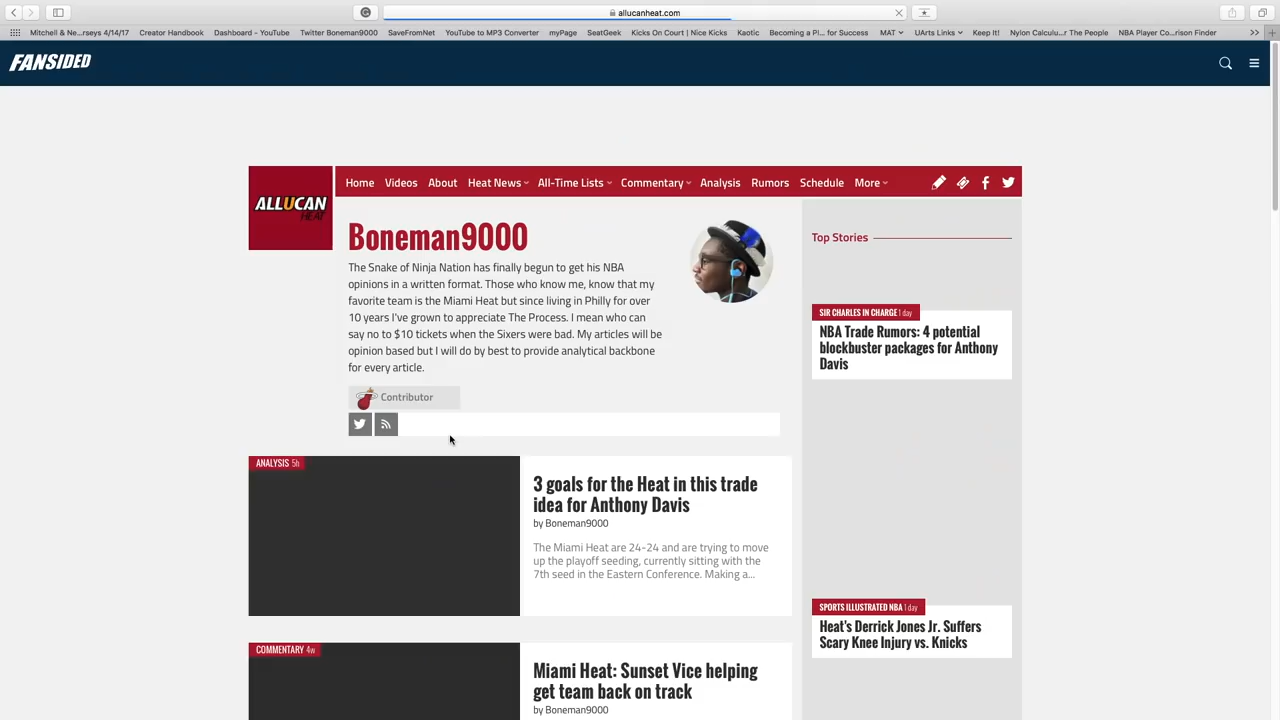 allucanheat.com
Mitchell & Ne...rseys 4/14/17 Creator Handbook Dashboard - YouTube Twitter Boneman9000 SaveFromNet YouTube to MP3 Converter myPage SeatGeek Kicks On Court | Nice Kicks Kaotic Becoming a Pl... for Success MAT UArts Links Keep It! Nylon Calculu...r The People NBA Player Co...rison Finder
FANSIDED
ALLUCAN
HEAT
Home Videos About Heat News All-Time Lists Commentary Analysis Rumors Schedule More
Boneman9000
The Snake of Ninja Nation has finally begun to get his NBA
opinions in a written format. Those who know me, know that my
favorite team is the Miami Heat but since living in Philly for over
10 years I've grown to appreciate The Process. I mean who can
say no to $10 tickets when the Sixers were bad. My articles will be
opinion based but I will do by best to provide analytical backbone
for every article.
Contributor
ANALYSIS 5h
3 goals for the Heat in this trade
idea for Anthony Davis
by Boneman9000
The Miami Heat are 24-24 and are trying to move
up the playoff seeding, currently sitting with the
7th seed in the Eastern Conference. Making a...
COMMENTARY 4w
Miami Heat: Sunset Vice helping
get team back on track
by Boneman9000
Top Stories
SIR CHARLES IN CHARGE 1 day
NBA Trade Rumors: 4 potential
blockbuster packages for Anthony
Davis
SPORTS ILLUSTRATED NBA 1 day
Heat's Derrick Jones Jr. Suffers
Scary Knee Injury vs. Knicks